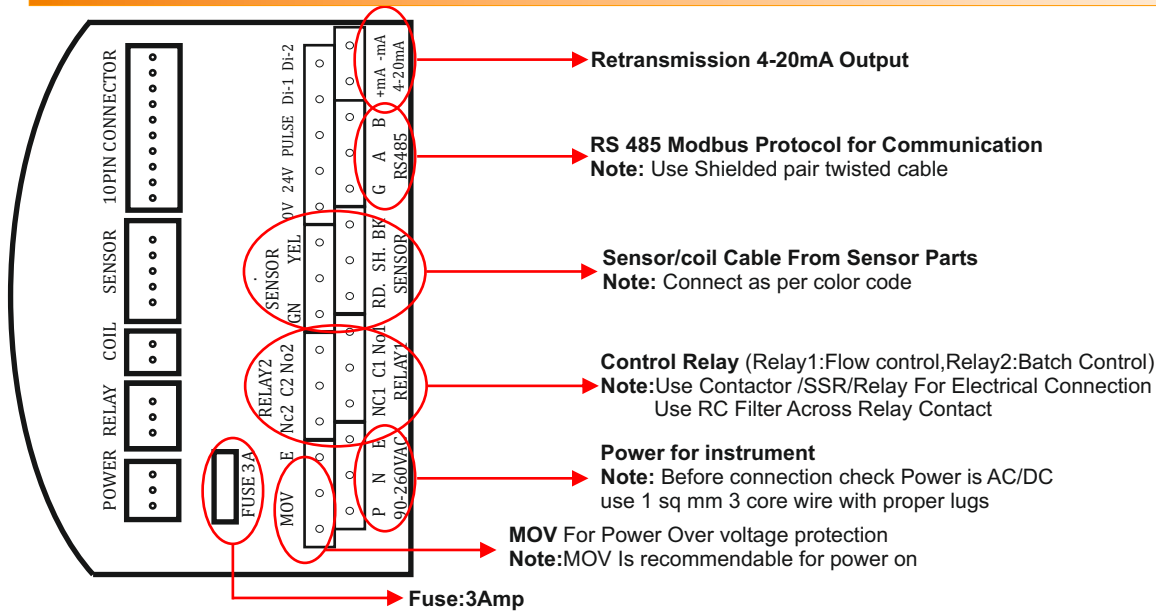 10PIN CONNECTOR
SENSOR
COIL
RELAY
POWER
FUSE 3A
0V 24V PULSE Di-1 Di-2
SENSOR
GN YEL
RELAY2
Nc2 C2 No2
MOV E
+mA -mA
4-20mA
G A B
RS485
RD. SH. BK
SENSOR
NC1 C1 No1
RELAY1
P N E
90-260VAC
Retransmission 4-20mA Output
RS 485 Modbus Protocol for Communication
Note: Use Shielded pair twisted cable
Sensor/coil Cable From Sensor Parts
Note: Connect as per color code
Control Relay (Relay1:Flow control,Relay2:Batch Control)
Note:Use Contactor /SSR/Relay For Electrical Connection
Use RC Filter Across Relay Contact
Power for instrument
Note: Before connection check Power is AC/DC
use 1 sq mm 3 core wire with proper lugs
MOV For Power Over voltage protection
Note:MOV Is recommendable for power on
Fuse:3Amp